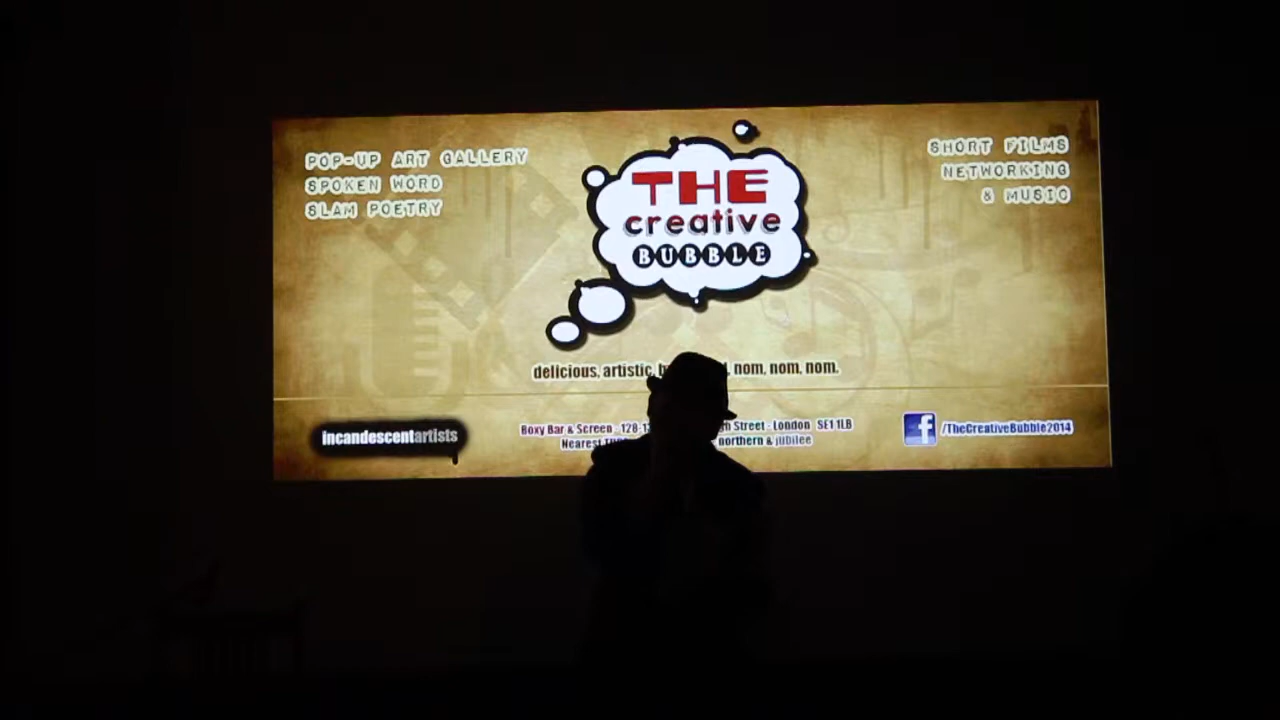 POP-UP ART GALLERY
SPOKEN WORD
SLAM POETRY
THE
creative
BUBBLE
SHORT FILMS
NETWORKING
& MUSIC
delicious, artistic, nom, nom, nom.
incandescentartists
Roxy Bar & Screen - Street - London SE1 1LB
Nearest northern & jubilee
/TheCreativeBubble2014